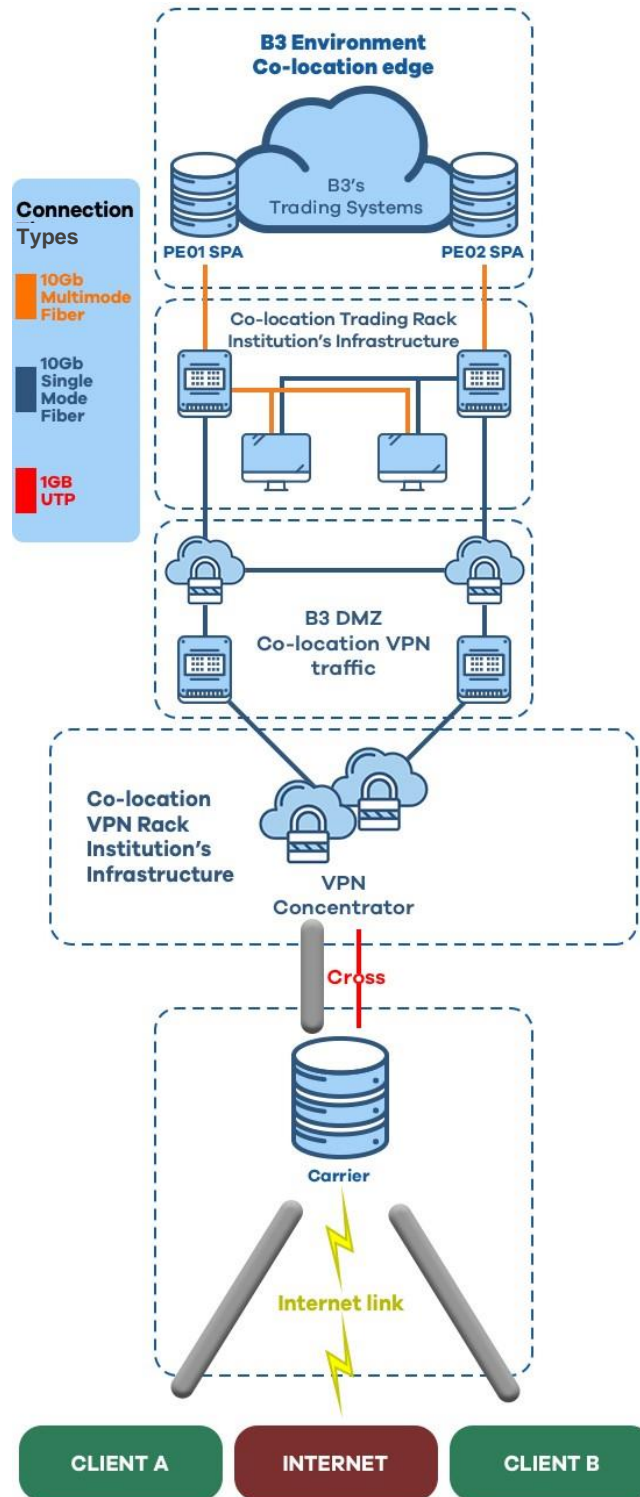 B3 Environment
Co-location edge
B3's
Trading Systems
PE01 SPA
PE02 SPA
Connection
Types
10Gb
Multimode
Fiber
10Gb
Single
Mode
Fiber
1GB
UTP
Co-location Trading Rack
Institution's Infrastructure
B3 DMZ
Co-location VPN
traffic
Co-location
VPN Rack
Institution's
Infrastructure
VPN
Concentrator
Cross
Carrier
Internet link
CLIENT A
INTERNET
CLIENT B